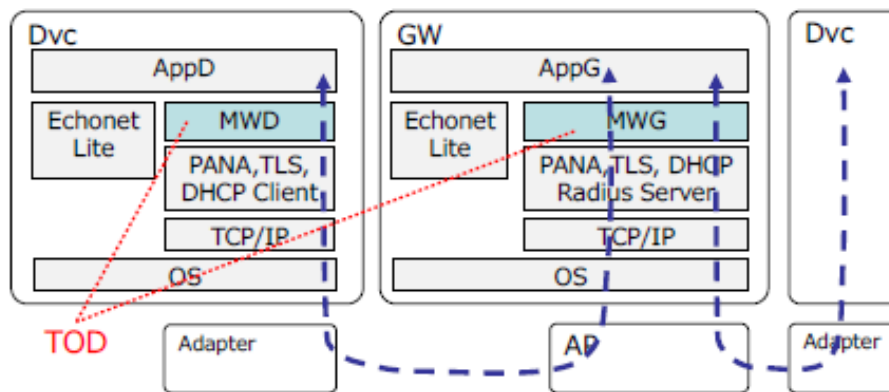 Dvc
AppD
Echonet
Lite
MWD
PANA,TLS,
DHCP Client
TCP/IP
OS
GW
AppG
Echonet
Lite
MWG
PANA,TLS, DHCP
Radius Server
TCP/IP
OS
Dvc
TOD
Adapter
AP
Adapter